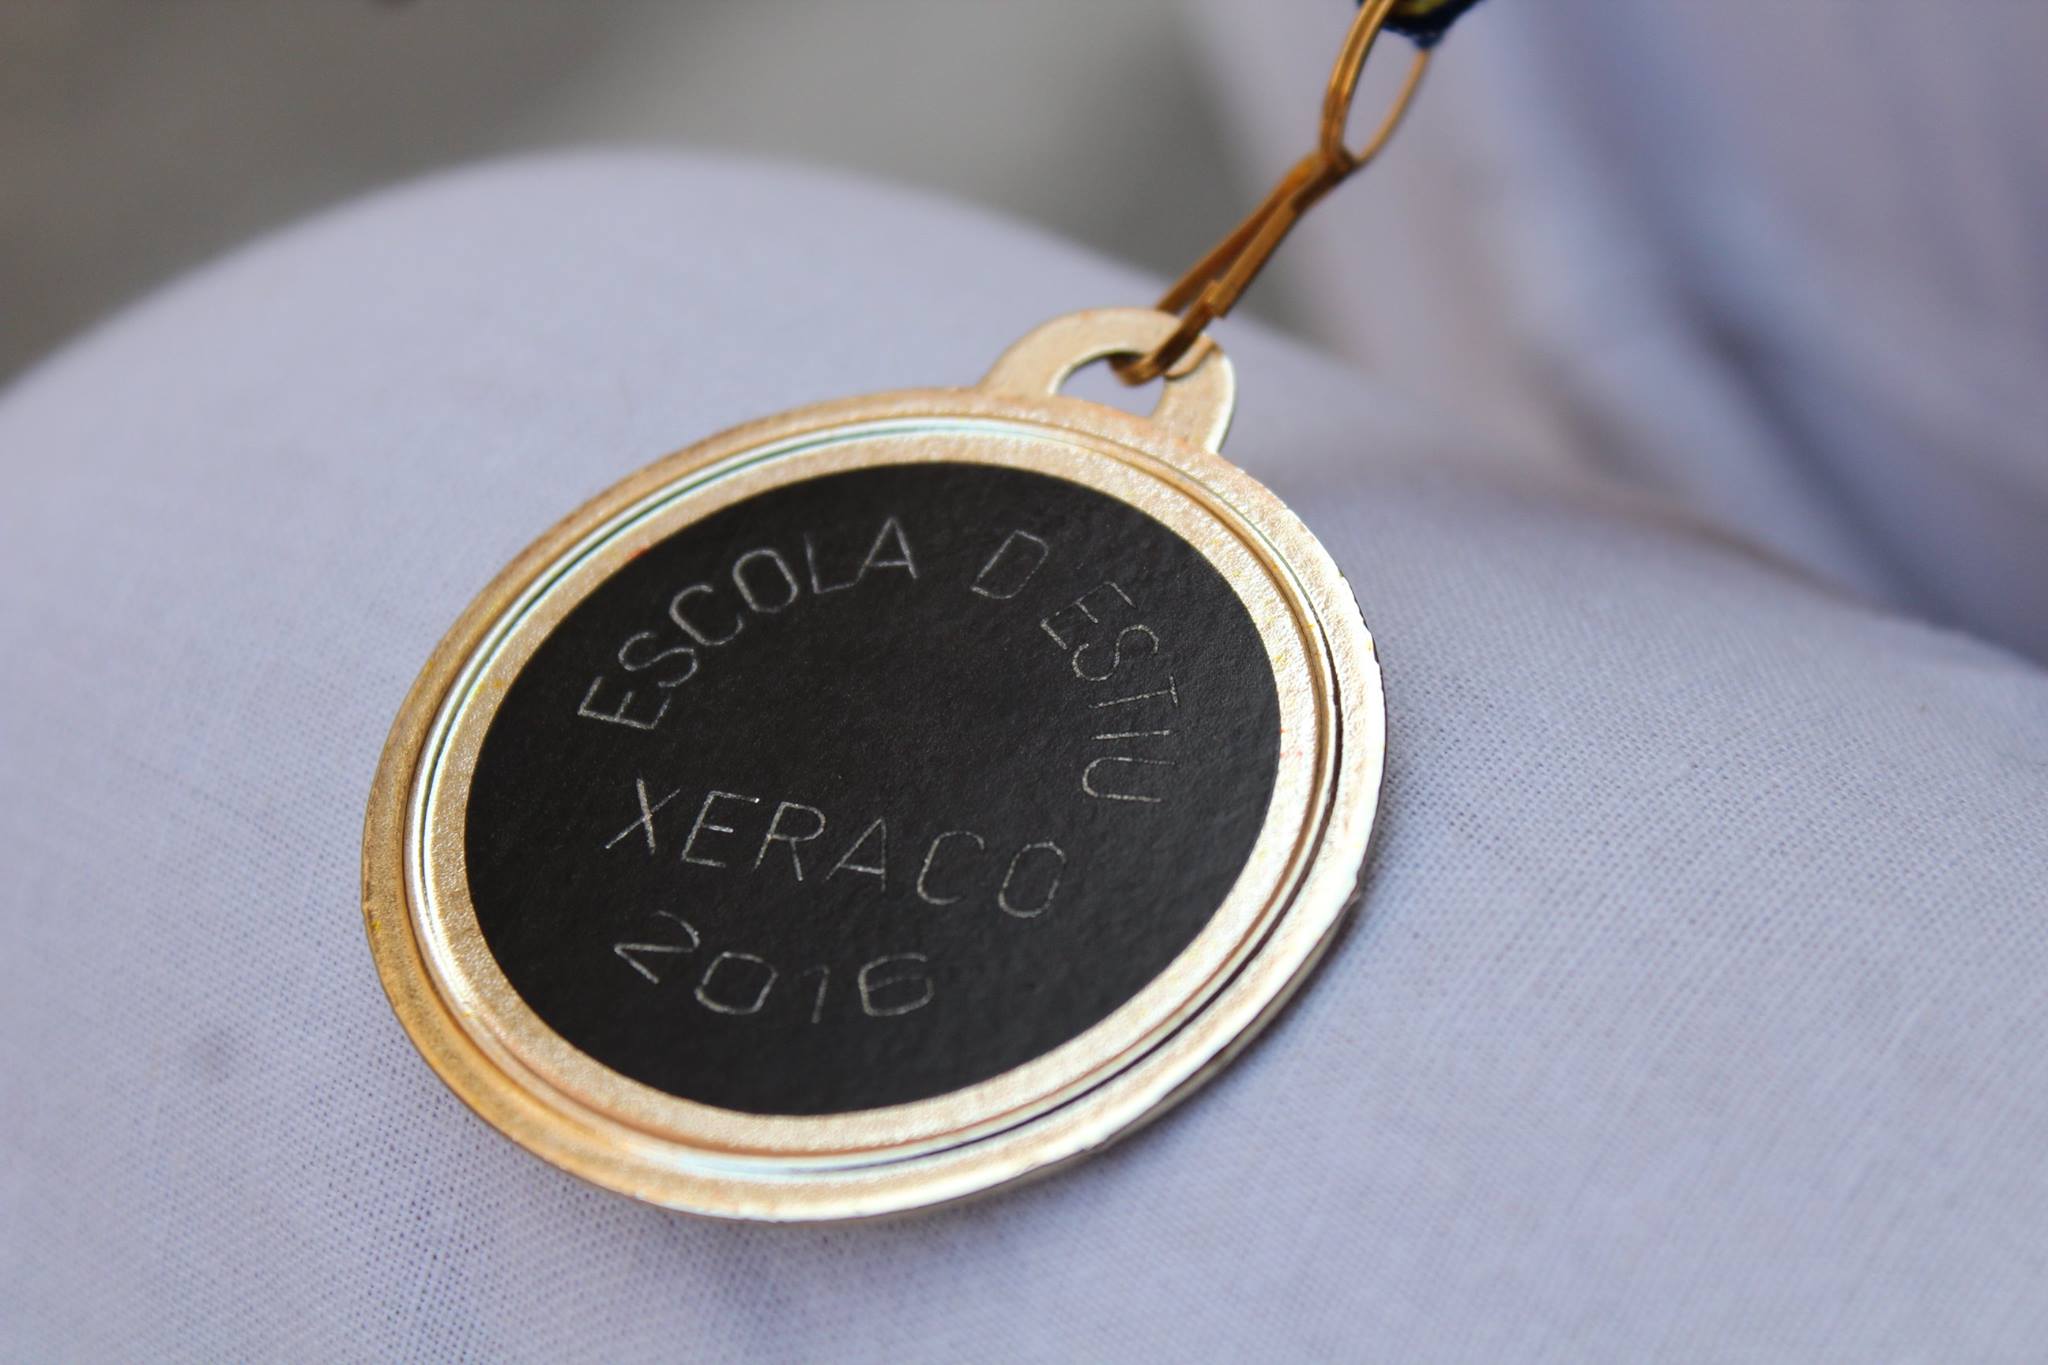 ESCOLA D ESTIU
XERACO
2016